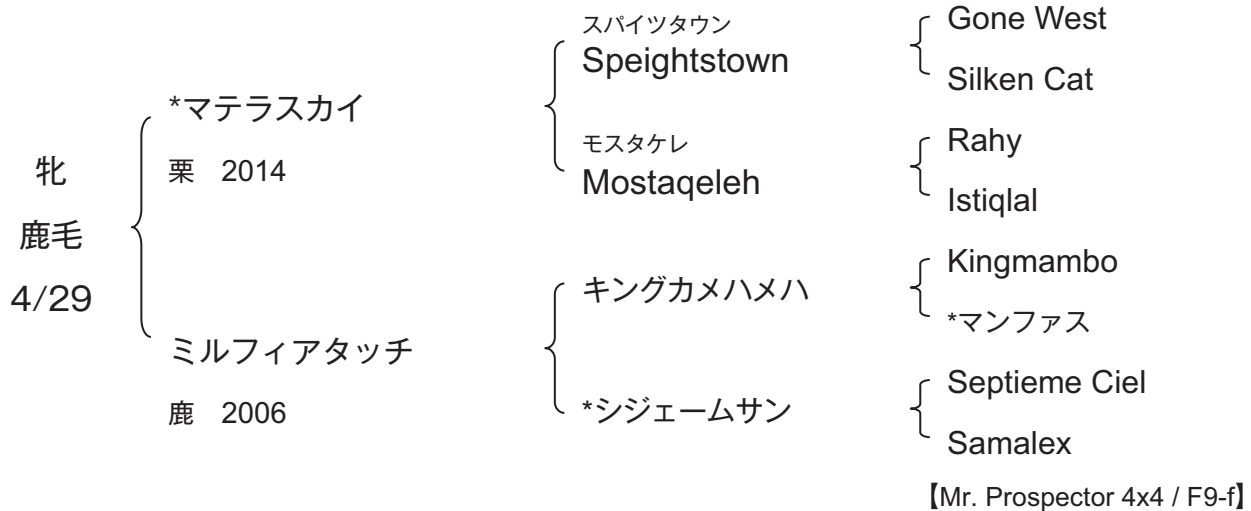 牝
鹿毛
4/29
*マテラスカイ
栗 2014
ミルフィアタッチ
鹿 2006
スパイツタウン
Speightstown
モスタケレ
Mostaqeleh
キングカメハメハ
*シジェームサン
Gone West
Silken Cat
Rahy
Istiqlal
Kingmambo
*マンファス
Septieme Ciel
Samalex
【Mr. Prospector 4x4 / F9-f】